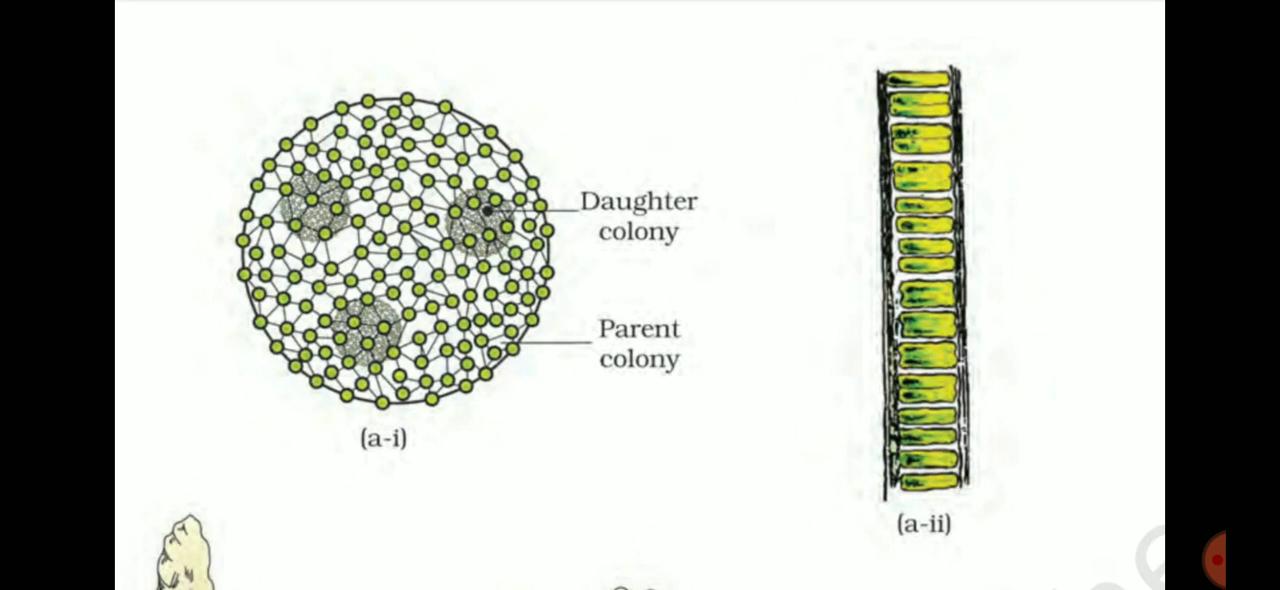 Daughter
colony
Parent
colony
(a-i)
(a-ii)